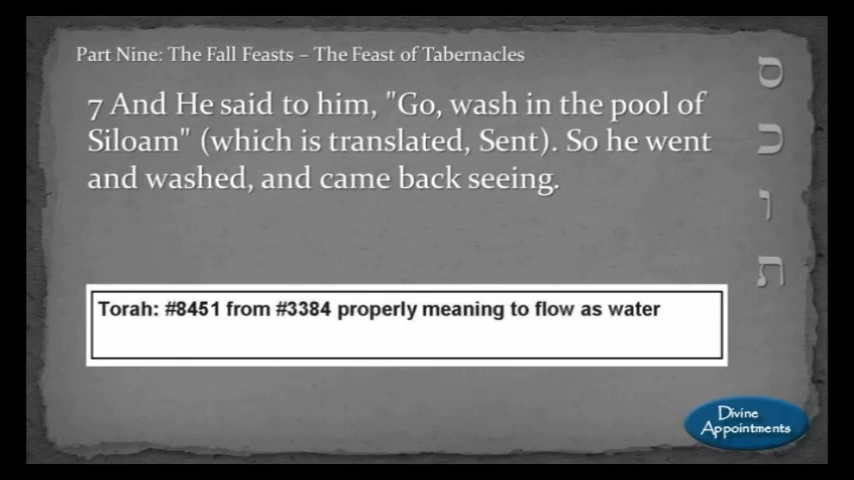 Part Nine: The Fall Feasts – The Feast of Tabernacles
7 And He said to him, "Go, wash in the pool of
Siloam" (which is translated, Sent). So he went
and washed, and came back seeing.
Torah: #8451 from #3384 properly meaning to flow as water
ס
כ
ו
ת
Divine
Appointments